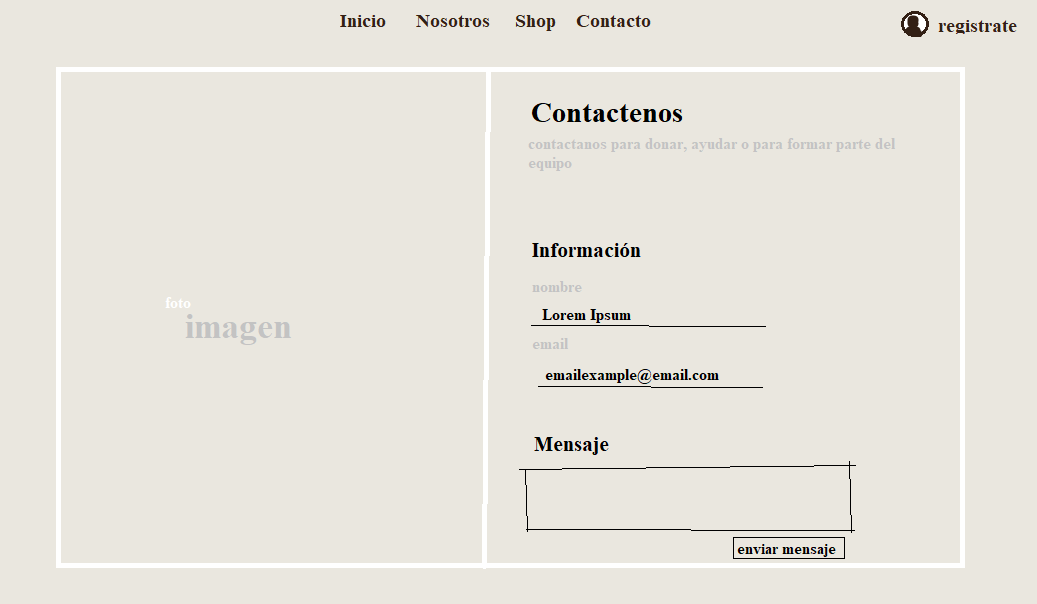 Inicio Nosotros Shop Contacto registrate
foto
imagen
Contactenos
contactanos para donar, ayudar o para formar parte del
equipo
Información
nombre
Lorem Ipsum
email
emailexample@email.com
Mensaje
enviar mensaje